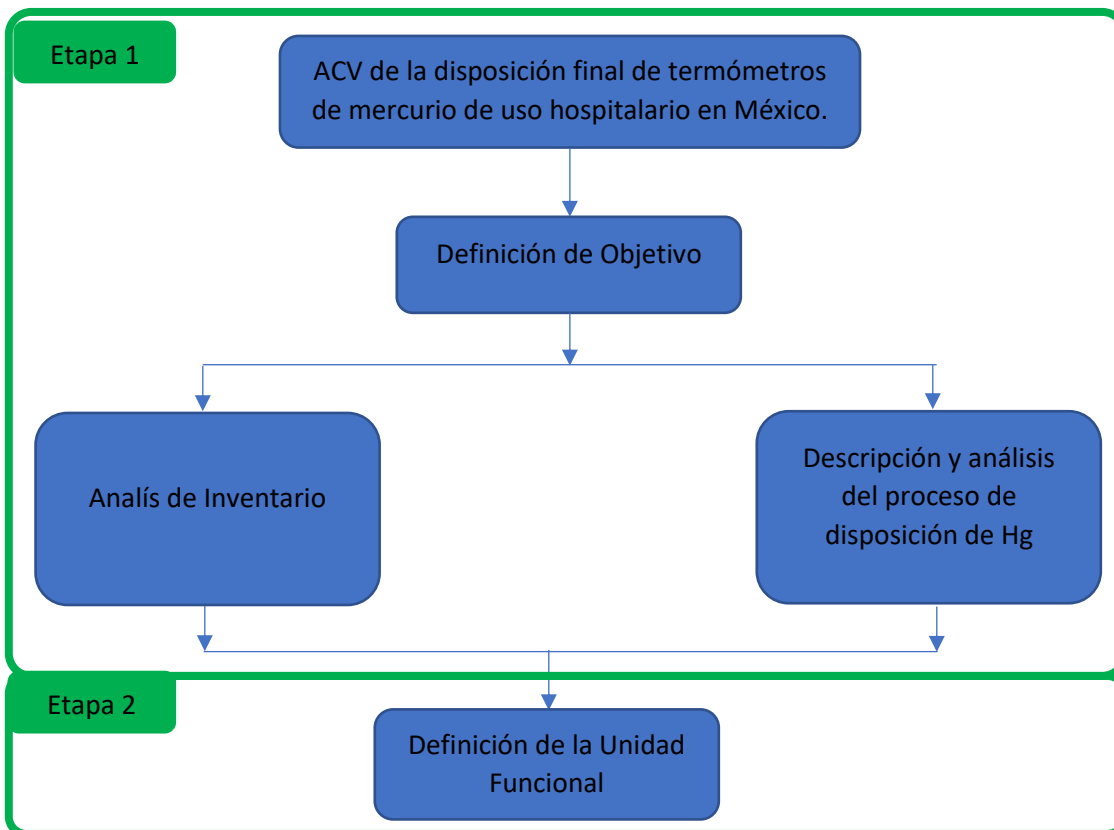 Etapa 1
ACV de la disposición final de termómetros
de mercurio de uso hospitalario en México.
Definición de Objetivo
Analís de Inventario
Descripción y análisis
del proceso de
disposición de Hg
Etapa 2
Definición de la Unidad
Funcional